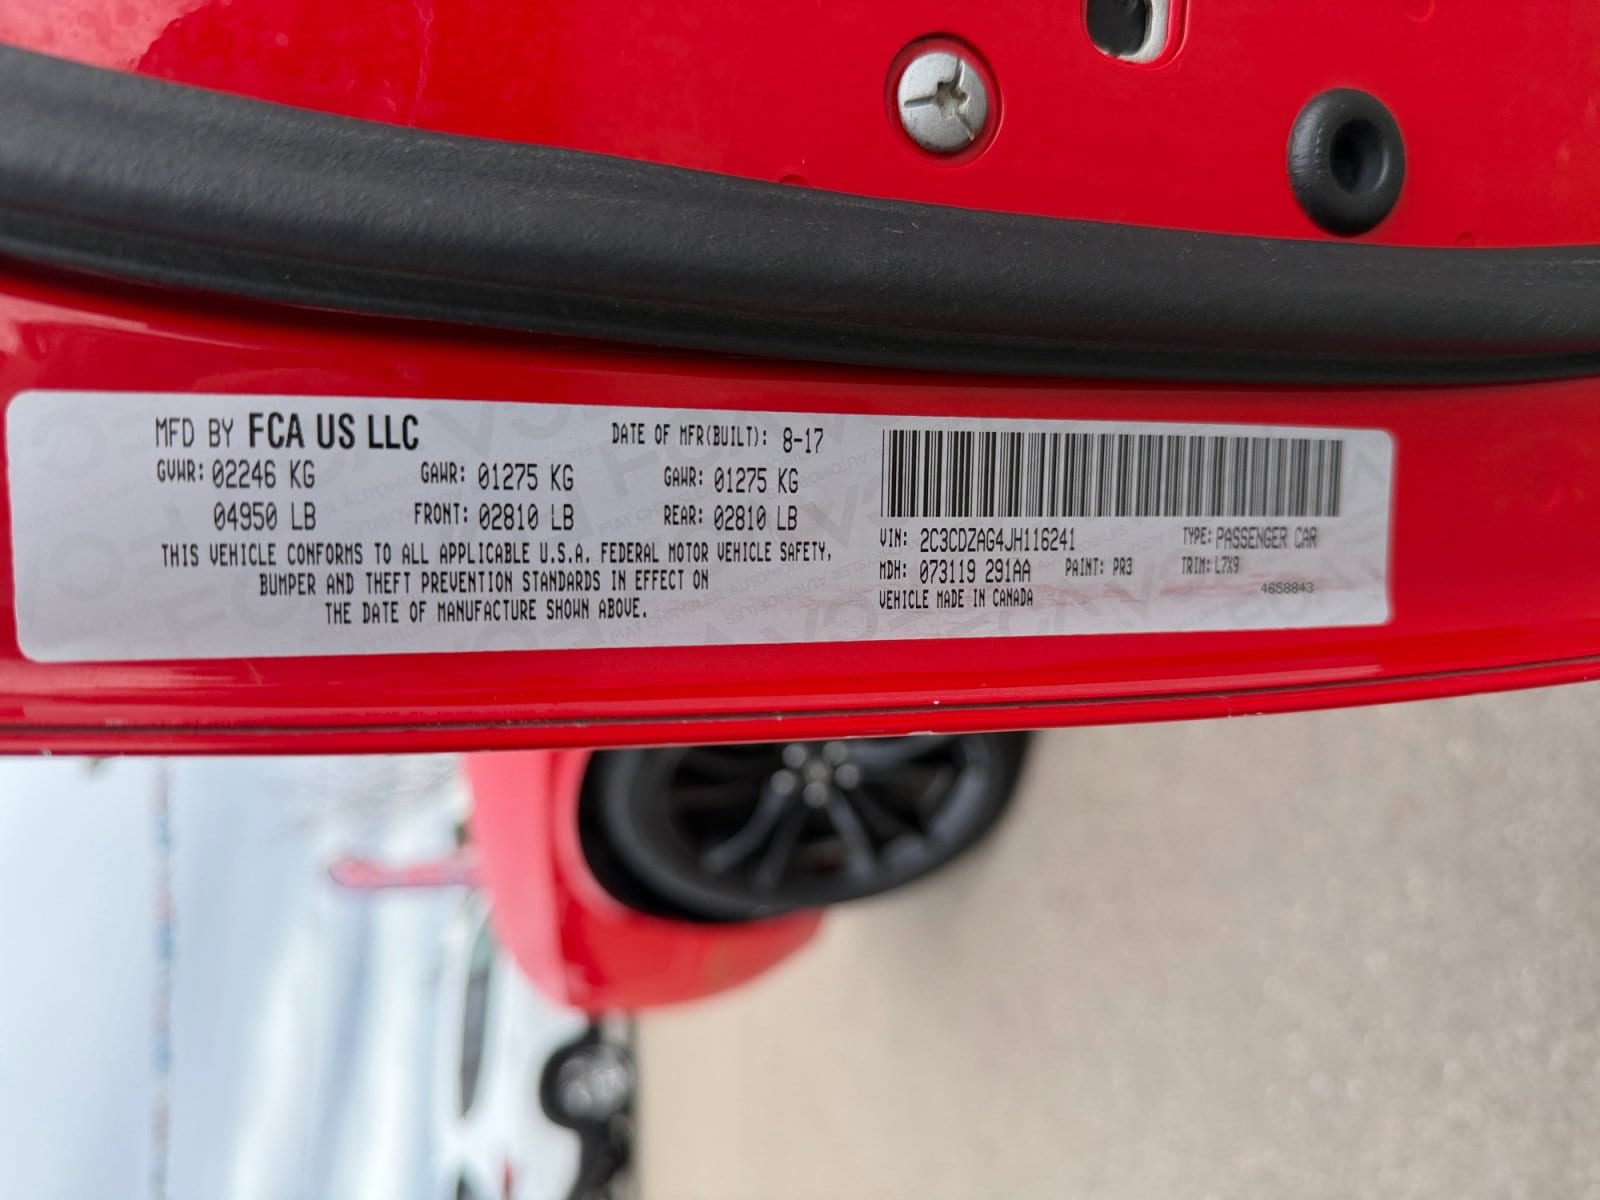 MFD BY FCA US LLC DATE OF MFR(BUILT): 8-17
GVWR: 02246 KG GAWR: 01275 KG GAWR: 01275 KG
04950 LB FRONT: 02810 LB REAR: 02810 LB
THIS VEHICLE CONFORMS TO ALL APPLICABLE U.S.A. FEDERAL MOTOR VEHICLE SAFETY,
BUMPER AND THEFT PREVENTION STANDARDS IN EFFECT ON
THE DATE OF MANUFACTURE SHOWN ABOVE.
VIN: 2C3CDZAG4JH116241 TYPE: PASSENGER CAR
MDH: 073119 291AA PAINT: PR3 TRIM: L7X9
VEHICLE MADE IN CANADA 4658843